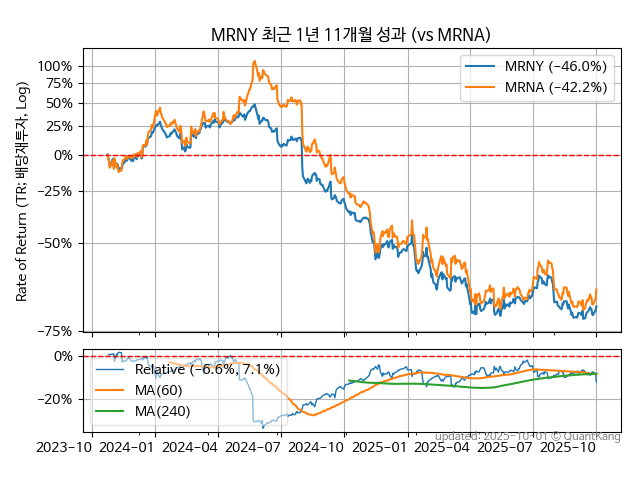 MRNY 최근 1년 11개월 성과 (vs MRNA)
Rate of Return (TR: 배당재투자, Log)
100%
75%
50%
25%
0%
−25%
−50%
−75%
MRNY (−46.0%)
MRNA (−42.2%)
0%
−20%
Relative (−6.6%, 7.1%)
MA(60)
MA(240)
updated: 2025-10-01 © QuantKang
2023-10 2024-01 2024-04 2024-07 2024-10 2025-01 2025-04 2025-07 2025-10